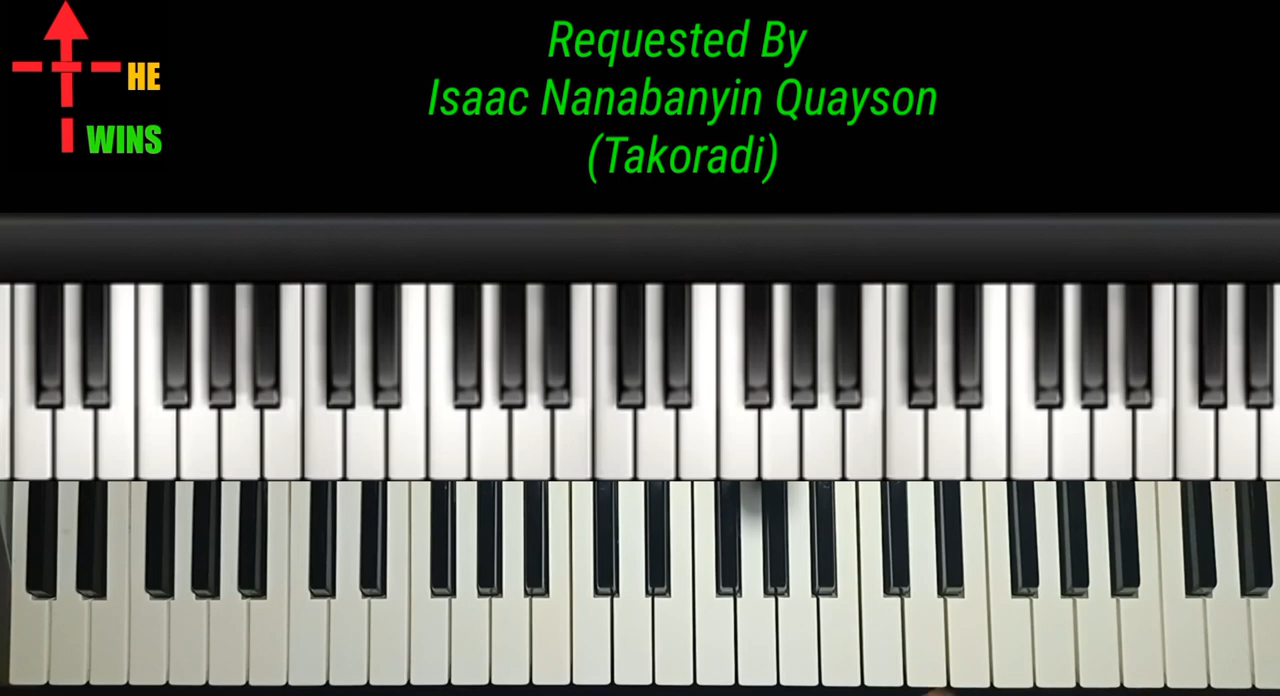 HE
WINS
Requested By
Isaac Nanabanyin Quayson
(Takoradi)